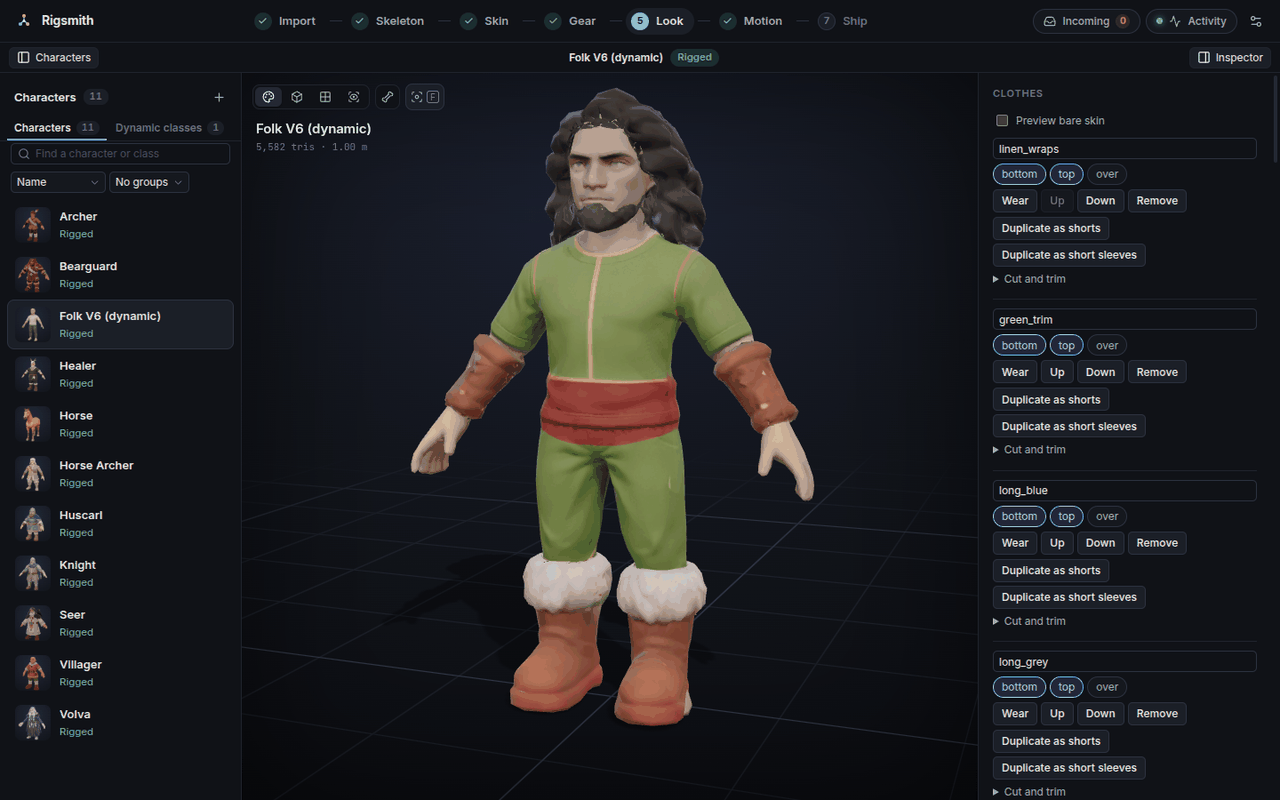 Rigsmith
Import
Skeleton
Skin
Gear
5 Look
Motion
7 Ship
Incoming 0
Activity
Characters
Folk V6 (dynamic) Rigged
Inspector
Characters 11
Characters 11 Dynamic classes 1
Find a character or class
Name No groups
Archer
Rigged
Bearguard
Rigged
Folk V6 (dynamic)
Rigged
Healer
Rigged
Horse
Rigged
Horse Archer
Rigged
Huscarl
Rigged
Knight
Rigged
Seer
Rigged
Villager
Rigged
Volva
Rigged
F
Folk V6 (dynamic)
5,582 tris · 1.00 m
CLOTHES
Preview bare skin
linen_wraps
bottom top over
Wear Up Down Remove
Duplicate as shorts
Duplicate as short sleeves
Cut and trim
green_trim
bottom top over
Wear Up Down Remove
Duplicate as shorts
Duplicate as short sleeves
Cut and trim
long_blue
bottom top over
Wear Up Down Remove
Duplicate as shorts
Duplicate as short sleeves
Cut and trim
long_grey
bottom top over
Wear Up Down Remove
Duplicate as shorts
Duplicate as short sleeves
Cut and trim